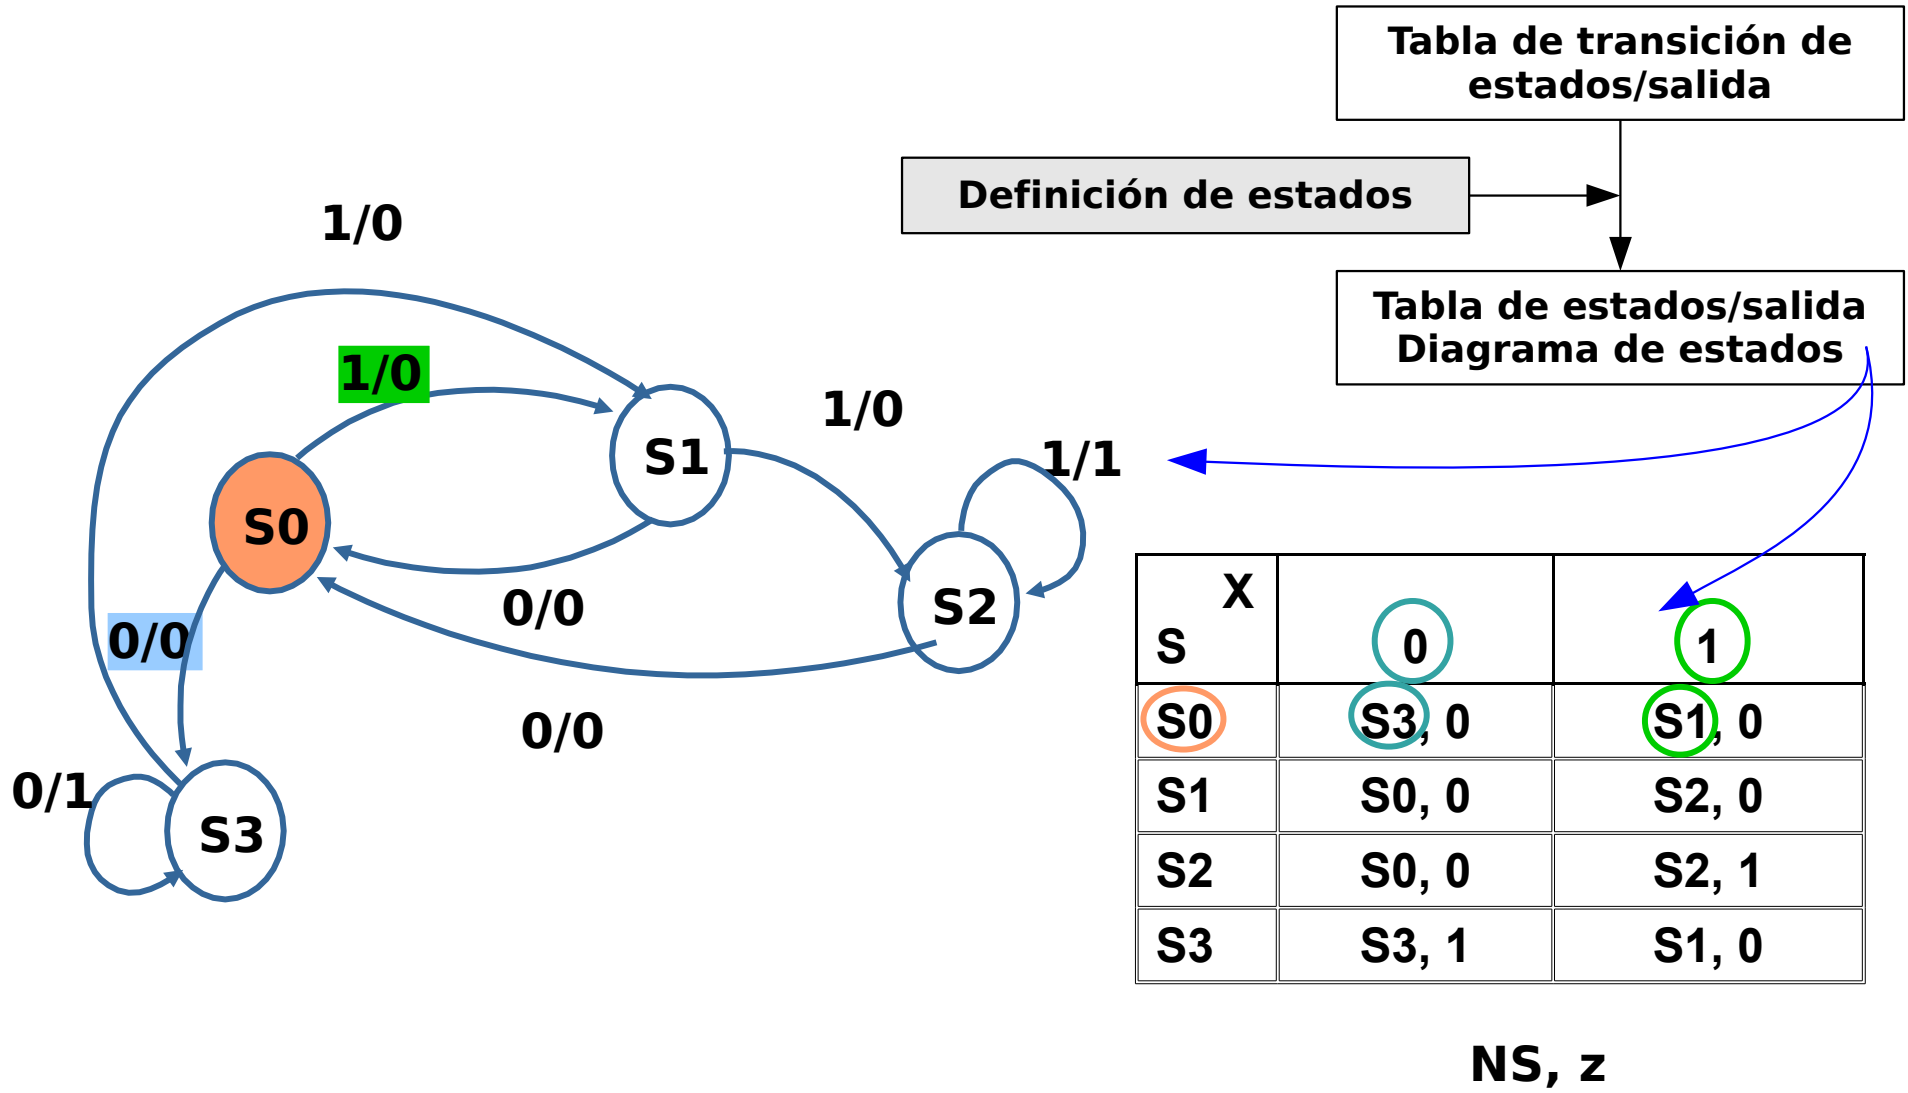 Tabla de transición de
estados/salida
Definición de estados
Tabla de estados/salida
Diagrama de estados
1/0
1/0
1/0
1/1
S1
S0
S2
0/0
0/0
0/0
0/1
S3
X
S 0 1
S0 S3, 0 S1, 0
S1 S0, 0 S2, 0
S2 S0, 0 S2, 1
S3 S3, 1 S1, 0
NS, z